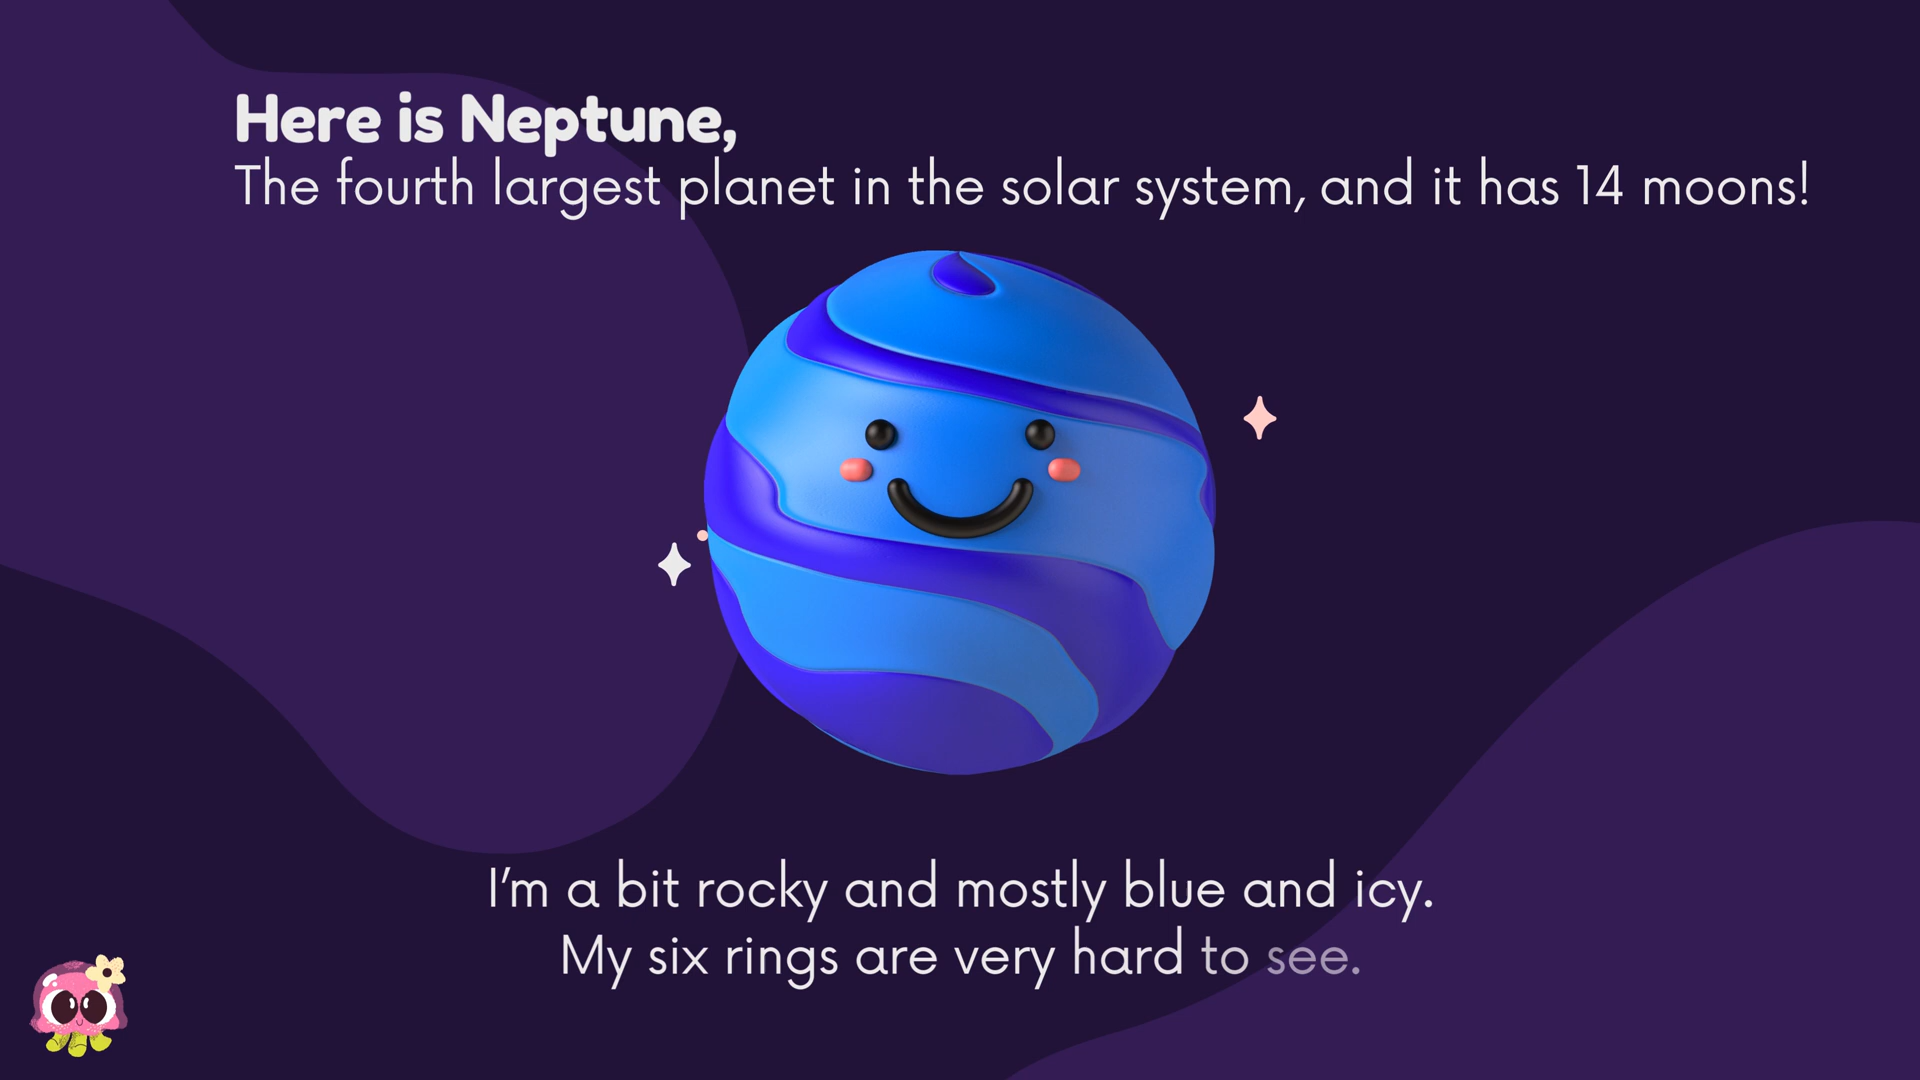 Here is Neptune,
The fourth largest planet in the solar system, and it has 14 moons!
I'm a bit rocky and mostly blue and icy.
My six rings are very hard to see.